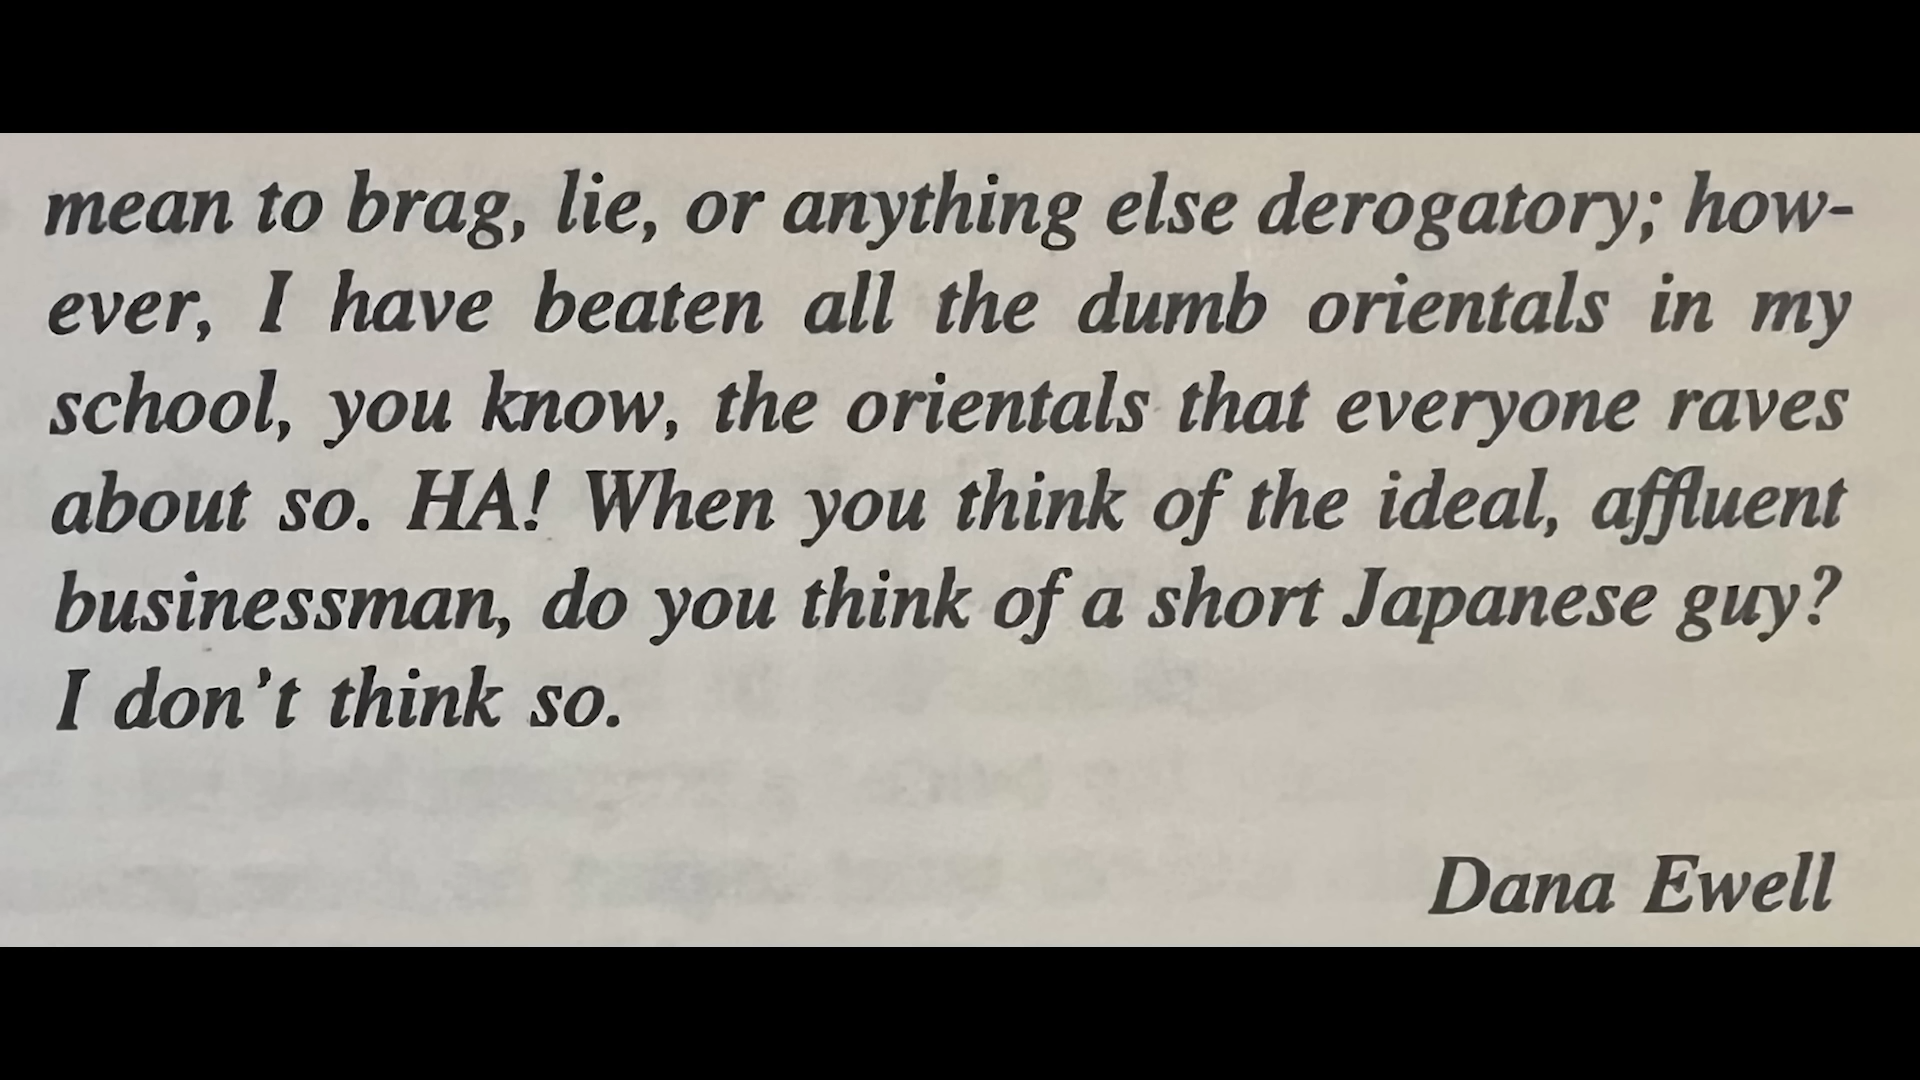 mean to brag, lie, or anything else derogatory; how-
ever, I have beaten all the dumb orientals in my
school, you know, the orientals that everyone raves
about so. HA! When you think of the ideal, affluent
businessman, do you think of a short Japanese guy?
I don't think so.
Dana Ewell